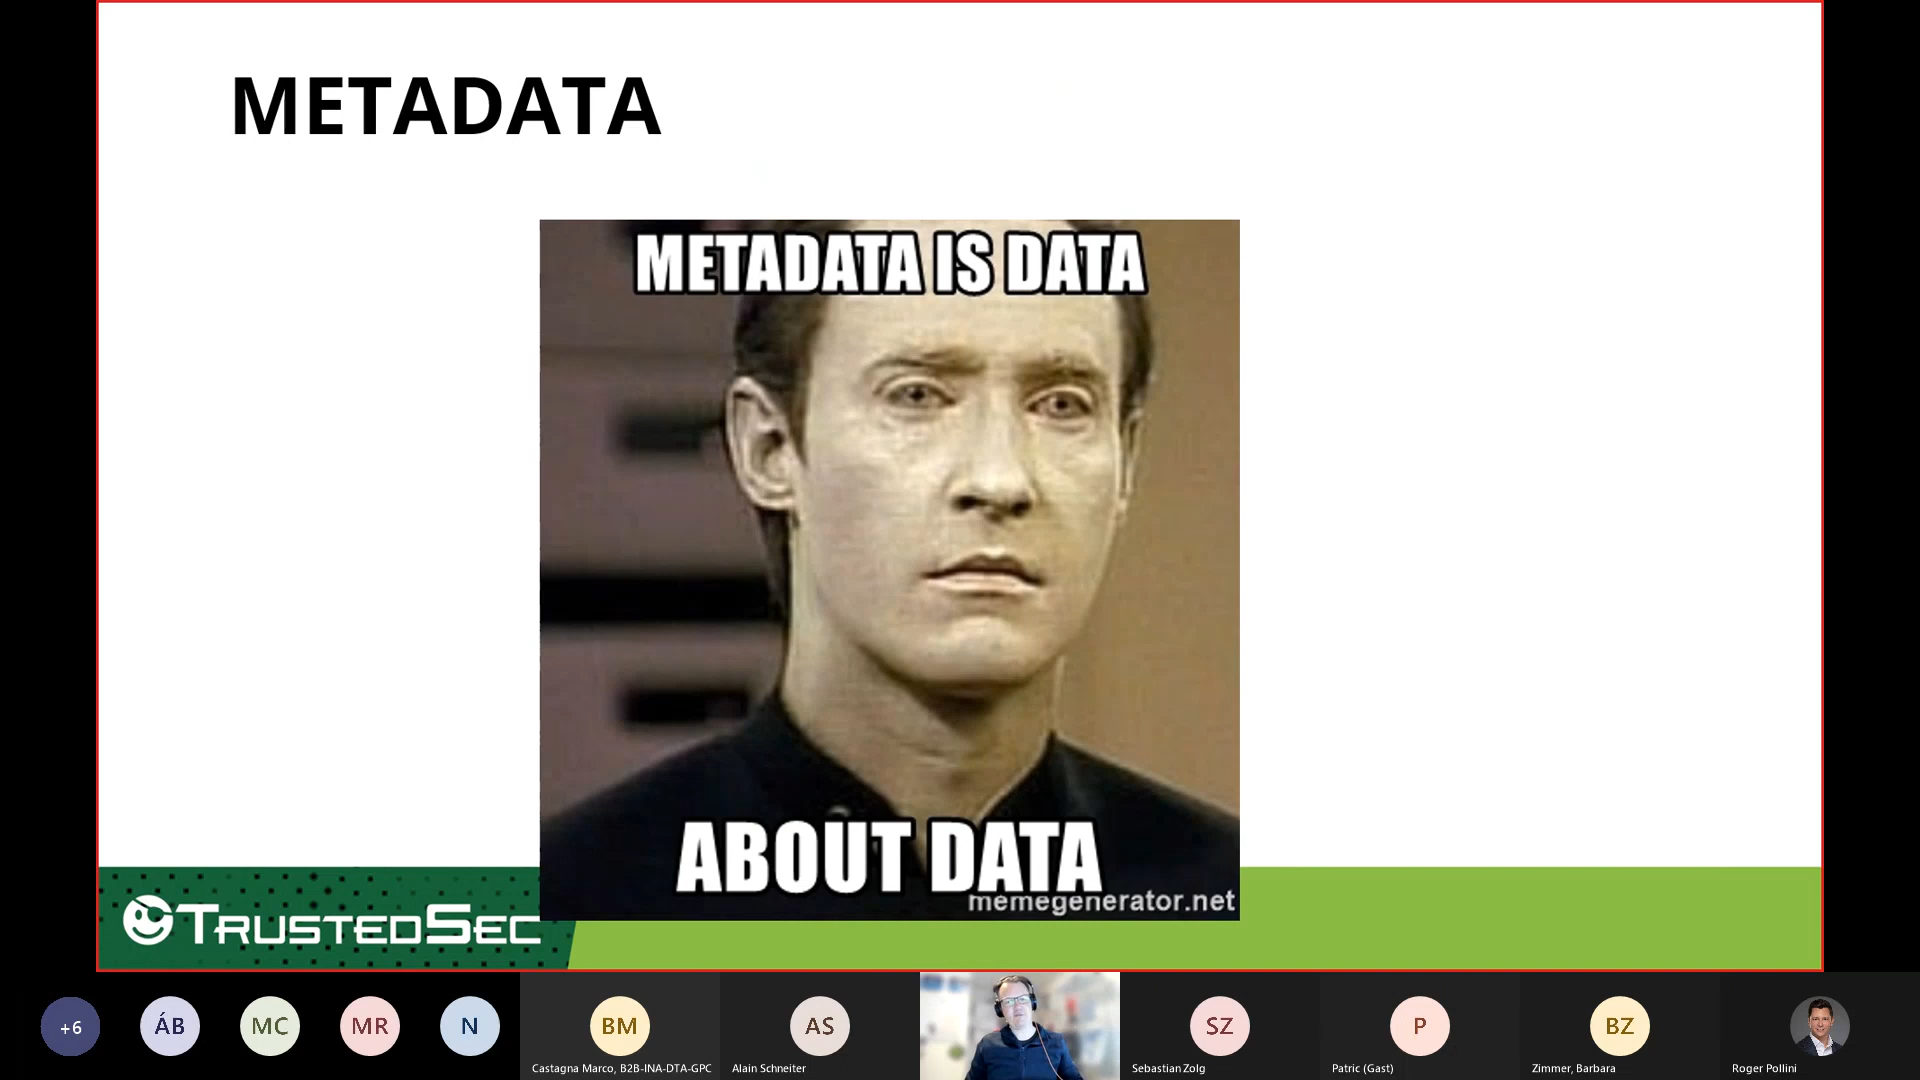 METADATA
METADATA IS DATA
ABOUT DATA
memegenerator.net
TRUSTEDSEC
+6
ÁB
MC
MR
N
BM
AS
SZ
P
BZ
Castagna Marco, B2B-INA-DTA-GPC
Alain Schneiter
Sebastian Zolg
Patric (Gast)
Zimmer, Barbara
Roger Pollini